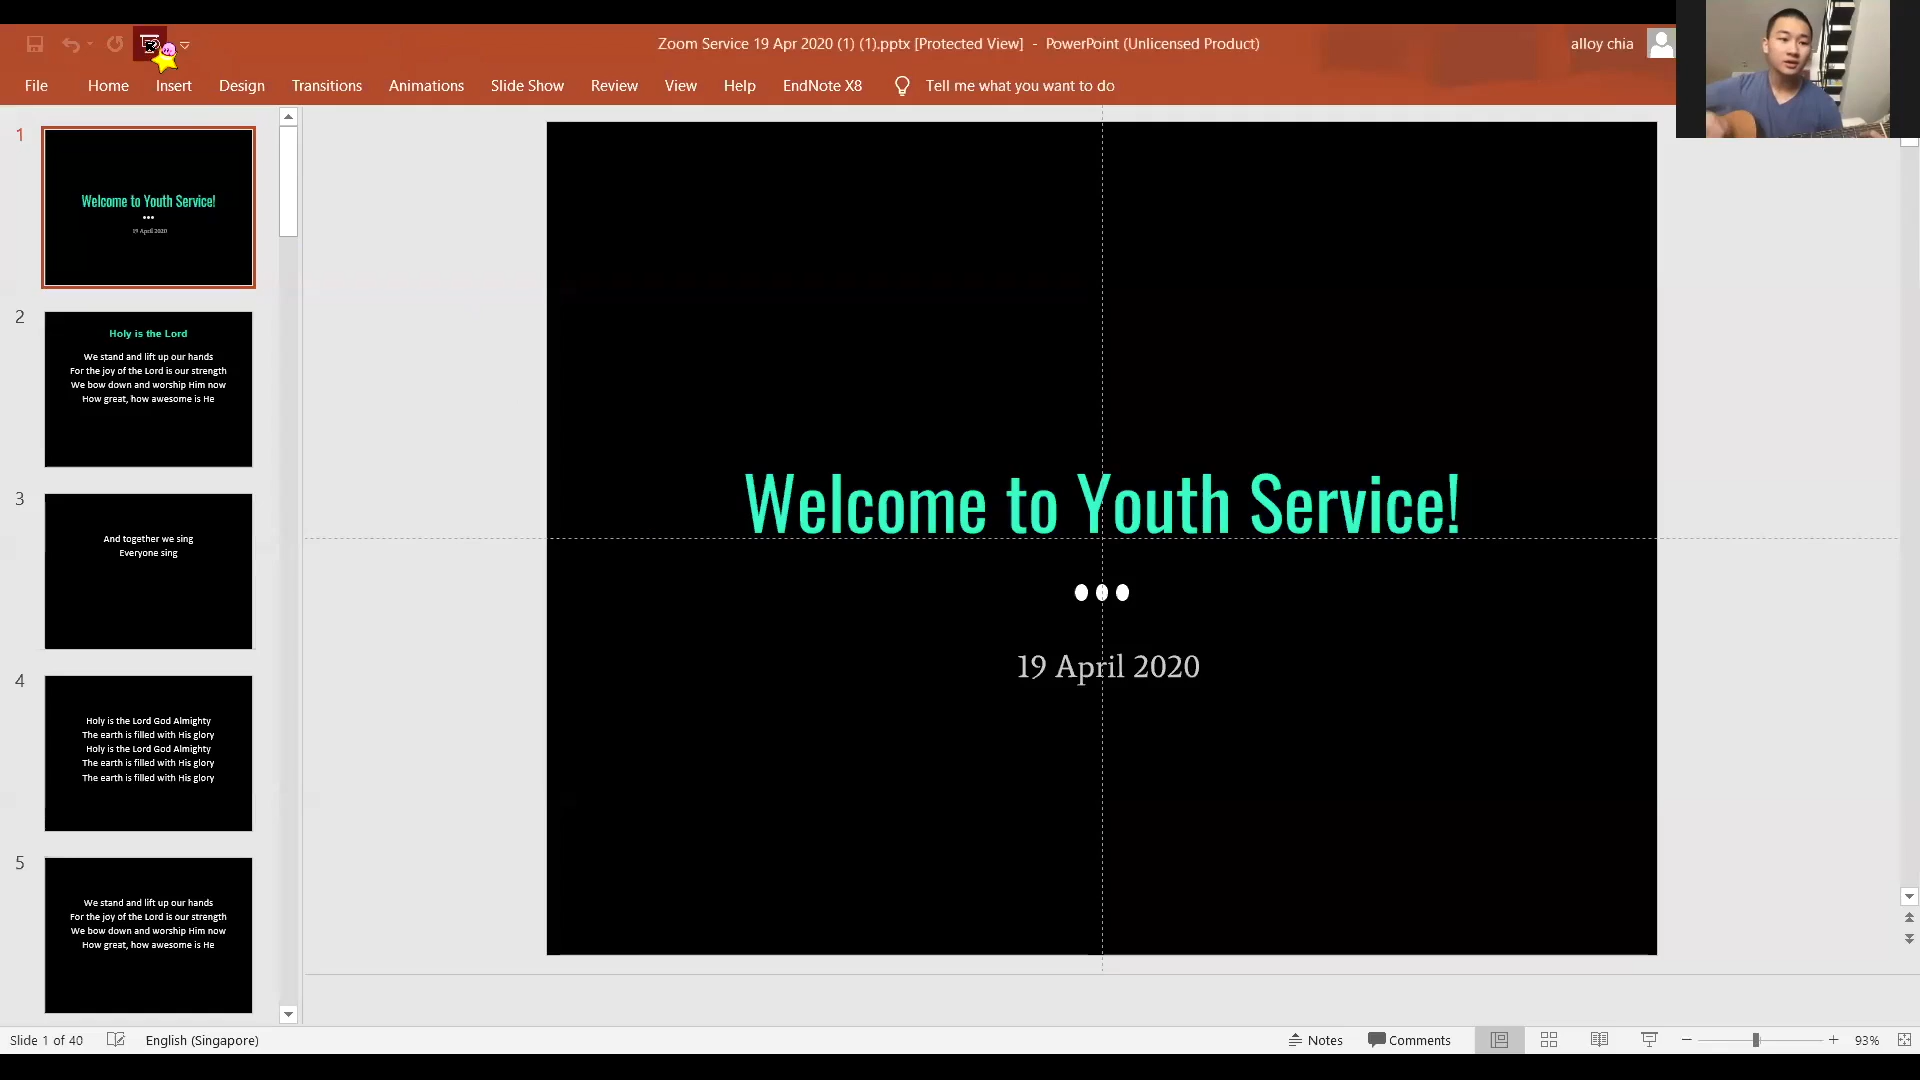 Zoom Service 19 Apr 2020 (1) (1).pptx [Protected View] - PowerPoint (Unlicensed Product)
alloy chia
File
Home
Insert
Design
Transitions
Animations
Slide Show
Review
View
Help
EndNote X8
Tell me what you want to do
1
Welcome to Youth Service!
19 April 2020
2
Holy is the Lord
We stand and lift up our hands
For the joy of the Lord is our strength
We bow down and worship Him now
How great, how awesome is He
3
And together we sing
Everyone sing
4
Holy is the Lord God Almighty
The earth is filled with His glory
Holy is the Lord God Almighty
The earth is filled with His glory
The earth is filled with His glory
5
We stand and lift up our hands
For the joy of the Lord is our strength
We bow down and worship Him now
How great, how awesome is He
Welcome to Youth Service!
19 April 2020
Slide 1 of 40
English (Singapore)
Notes
Comments
93%